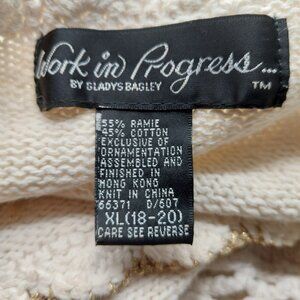 Work in Progress...
BY GLADYS BAGLEY TM
55% RAMIE
45% COTTON
EXCLUSIVE OF
ORNAMENTATION
ASSEMBLED AND
FINISHED IN
HONG KONG
KNIT IN CHINA
66371 D/607
XL(18-20)
CARE SEE REVERSE